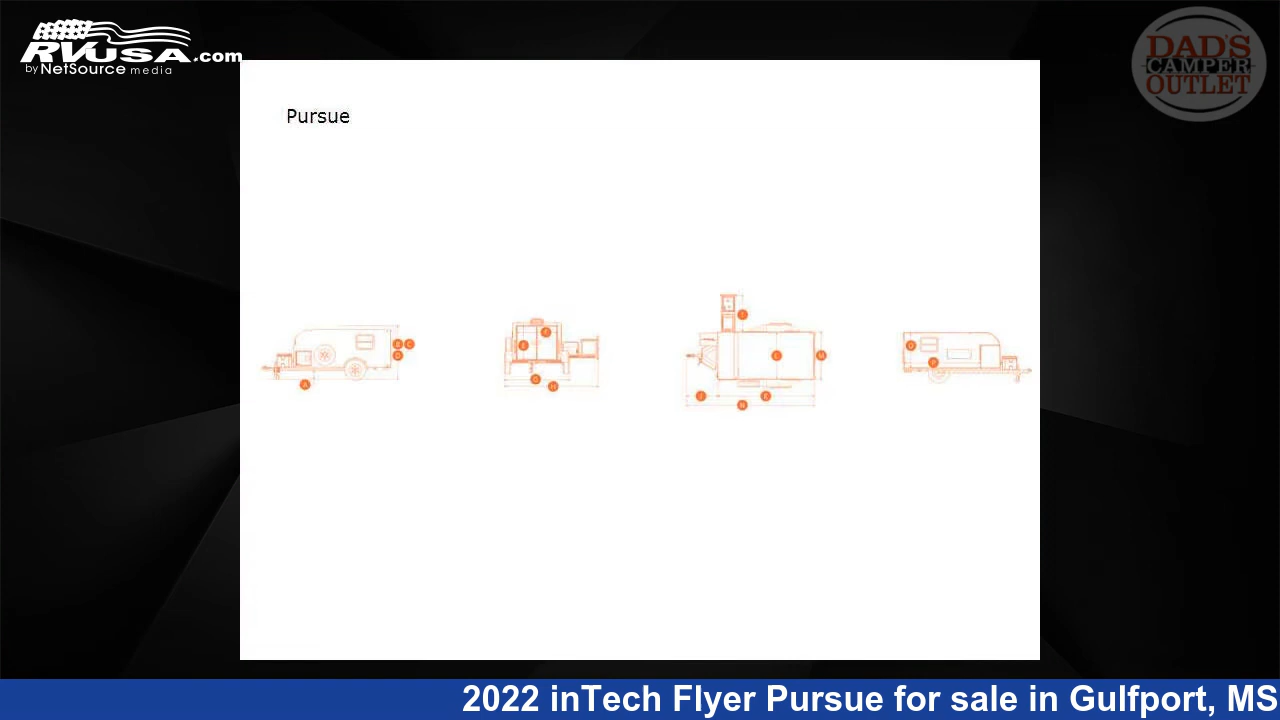 RVUSA.com
by NetSource media
DAD'S
CAMPER
OUTLET
Pursue
A
B C
D
E
F
G
H
I
J
K
M
N
O
P
2022 inTech Flyer Pursue for sale in Gulfport, MS